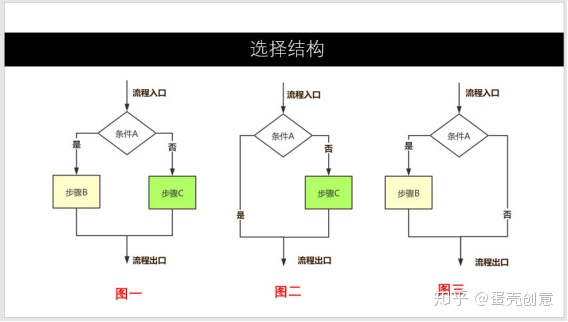 选择结构
流程入口
条件A
是
否
步骤B
步骤C
流程出口
图一
流程入口
条件A
否
步骤C
是
流程出口
图二
流程入口
条件A
是
步骤B
否
流程出口
图三
知乎 @蛋壳创意